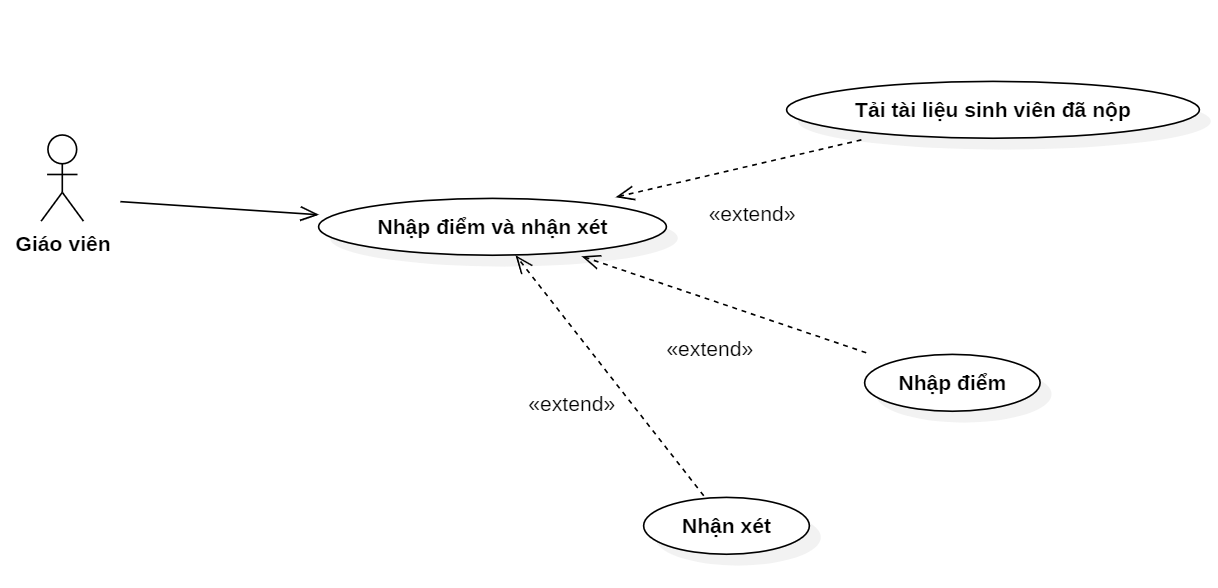 Tải tài liệu sinh viên đã nộp
«extend»
Nhập điểm và nhận xét
Giáo viên
«extend»
Nhập điểm
«extend»
Nhận xét